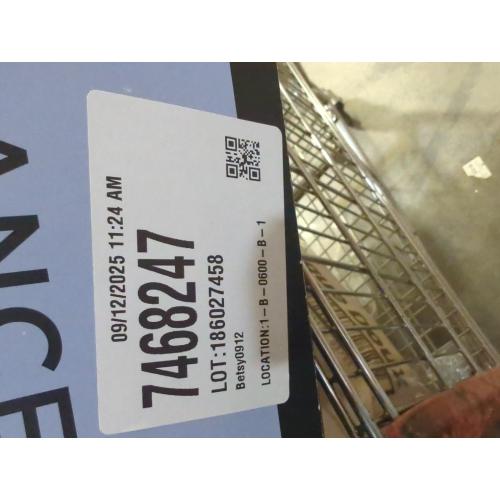 09/12/2025 11:24 AM
7468247
LOT:186027458
Betsy0912
LOCATION:1-B-0600-B-1
ANCE